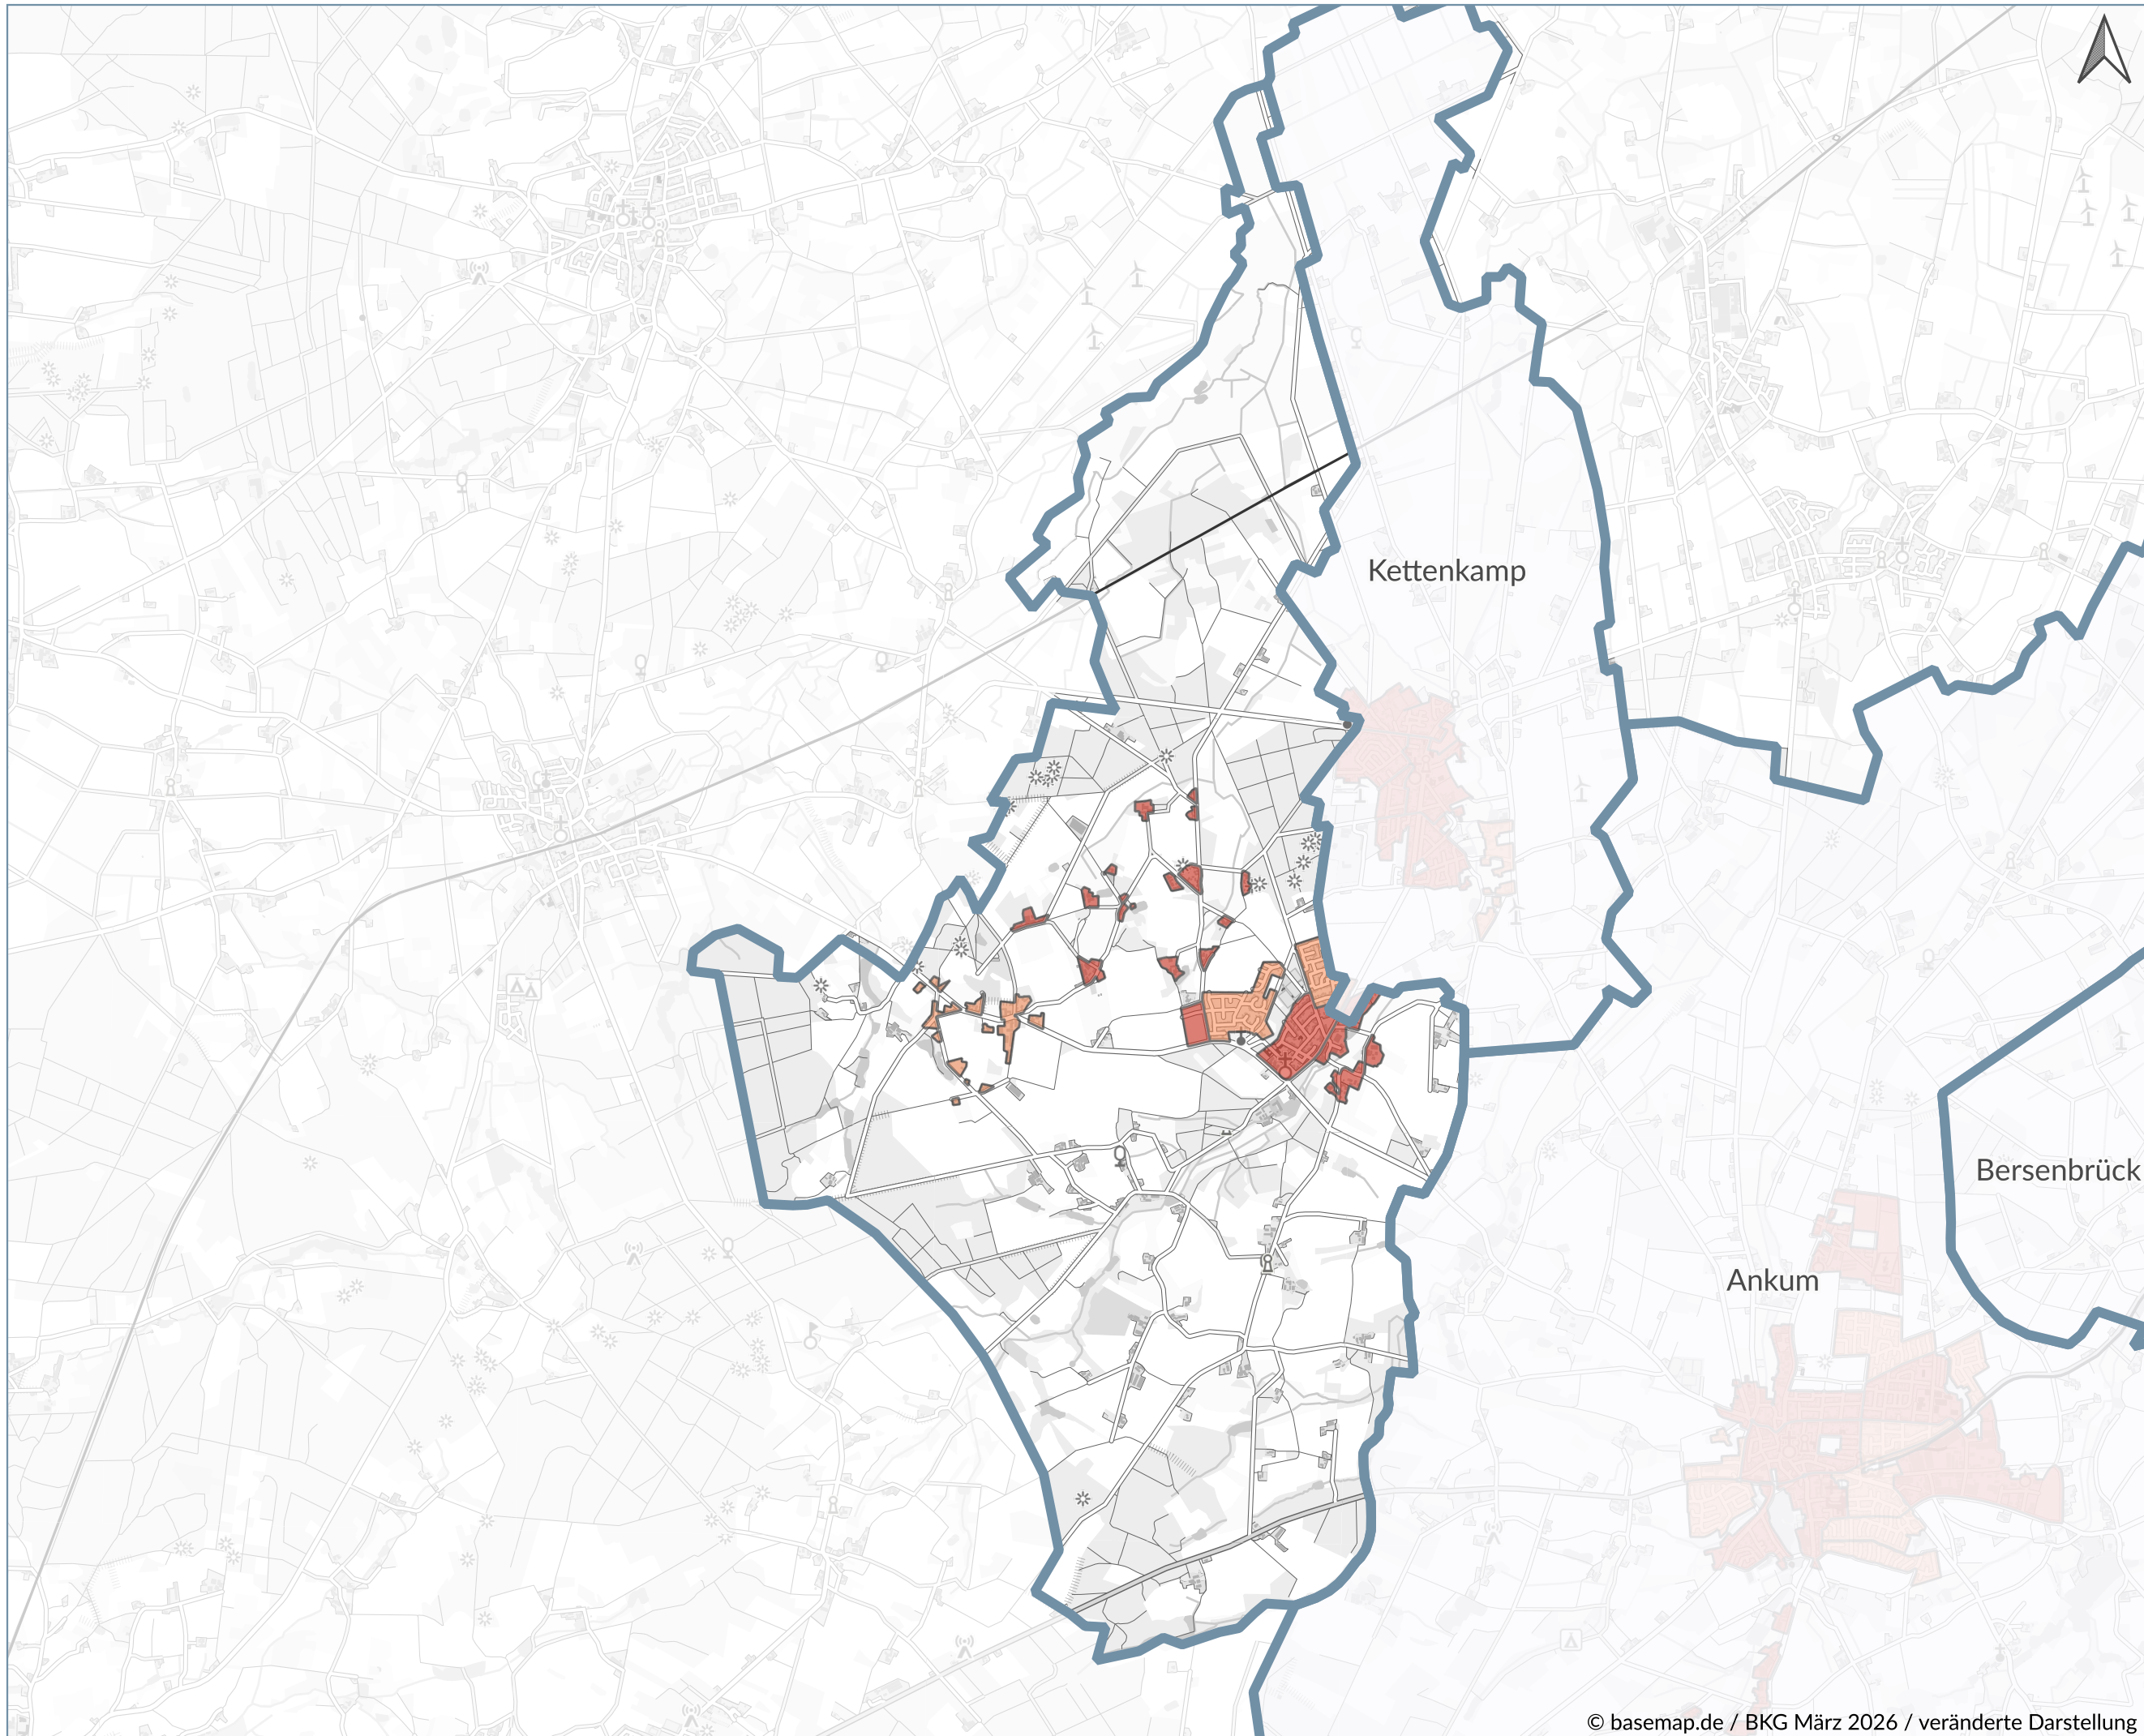 Kettenkamp
Bersenbrück
Ankum
© basemap.de / BKG März 2026 / veränderte Darstellung